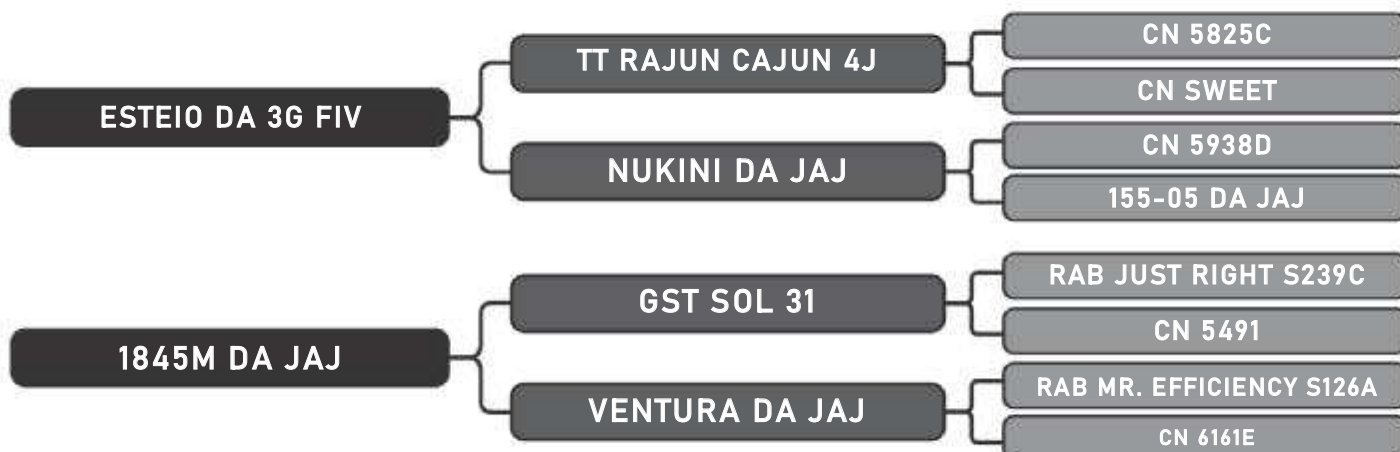 CN 5825C
TT RAJUN CAJUN 4J
CN SWEET
ESTEIO DA 3G FIV
CN 5938D
NUKINI DA JAJ
155-05 DA JAJ
RAB JUST RIGHT S239C
GST SOL 31
CN 5491
1845M DA JAJ
RAB MR. EFFICIENCY S126A
VENTURA DA JAJ
CN 6161E